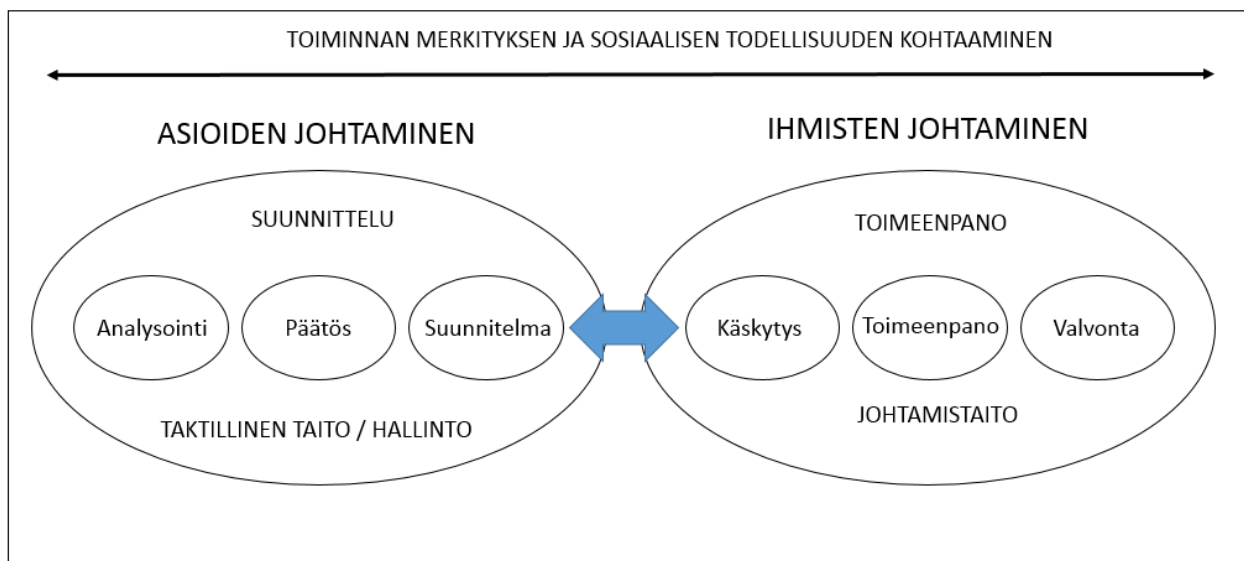 TOIMINNAN MERKITYKSEN JA SOSIAALISEN TODELLISUUDEN KOHTAAMINEN
ASIOIDEN JOHTAMINEN
IHMISTEN JOHTAMINEN
SUUNNITTELU
TOIMEENPANO
Analysointi
Päätös
Suunnitelma
Käskytys
Toimeenpano
Valvonta
TAKTILLINEN TAITO / HALLINTO
JOHTAMISTAITO